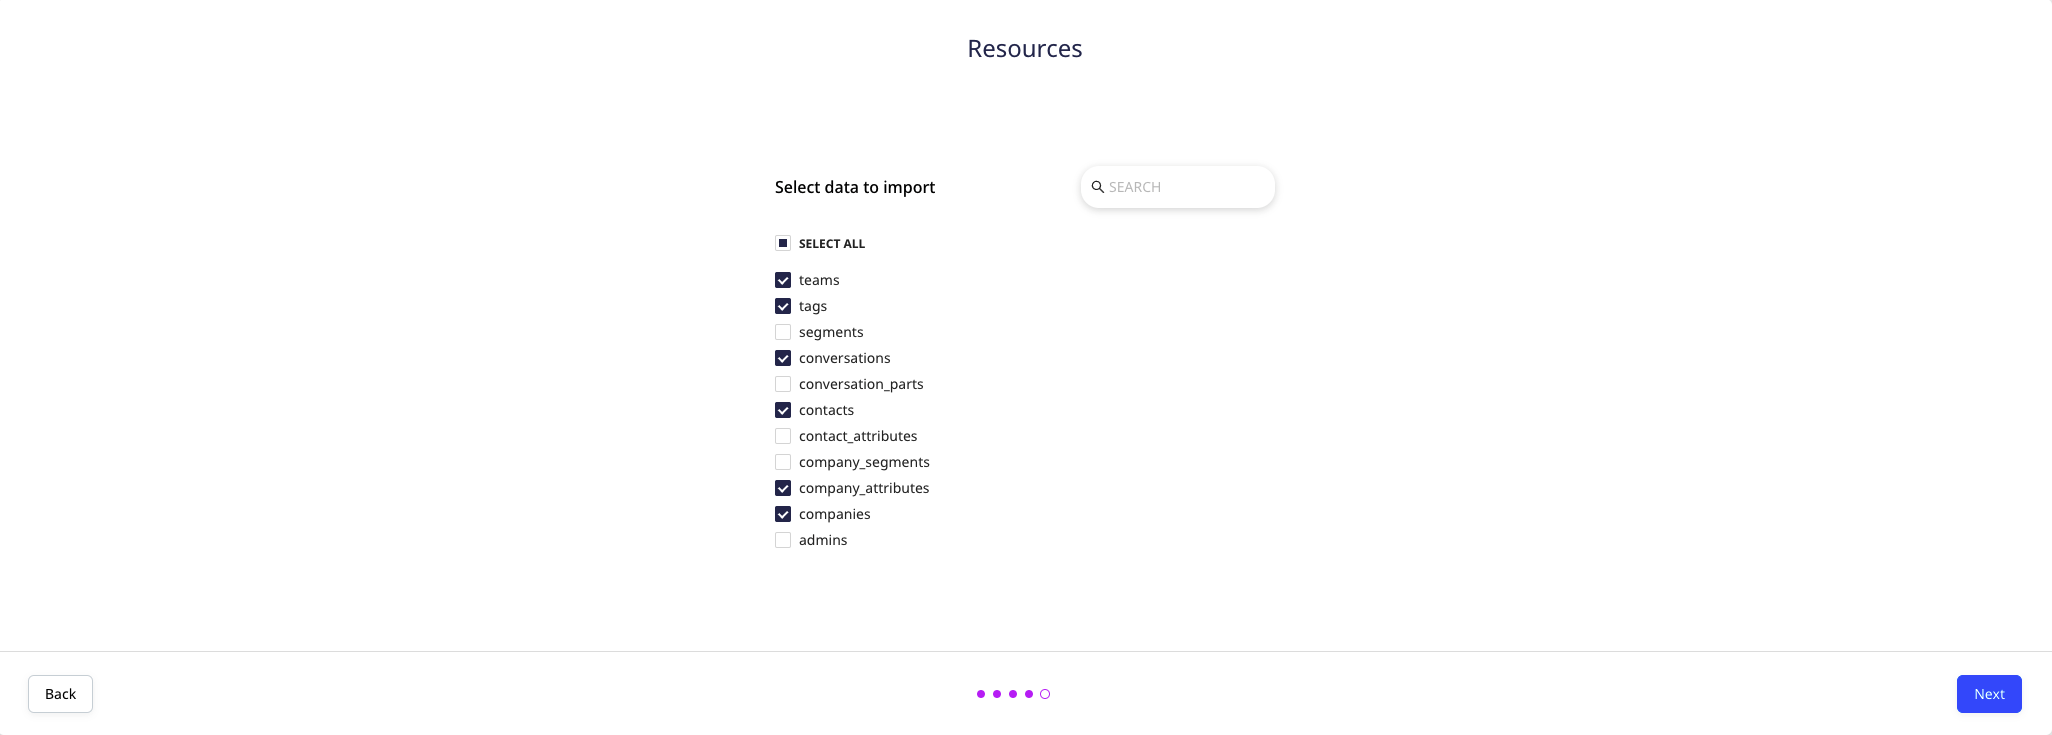 Resources
Select data to import
SEARCH
SELECT ALL
teams
tags
segments
conversations
conversation_parts
contacts
contact_attributes
company_segments
company_attributes
companies
admins
Back
Next